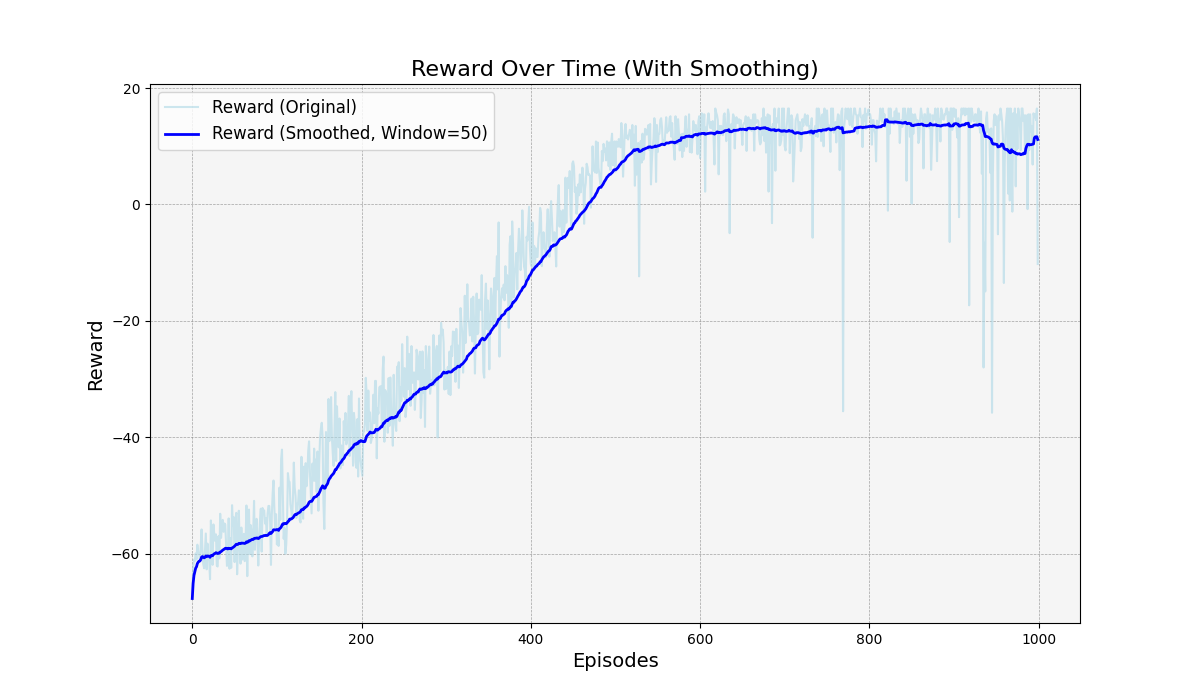 Reward Over Time (With Smoothing)
Reward (Original)
Reward (Smoothed, Window=50)
20
0
−20
−40
−60
Reward
0 200 400 600 800 1000
Episodes